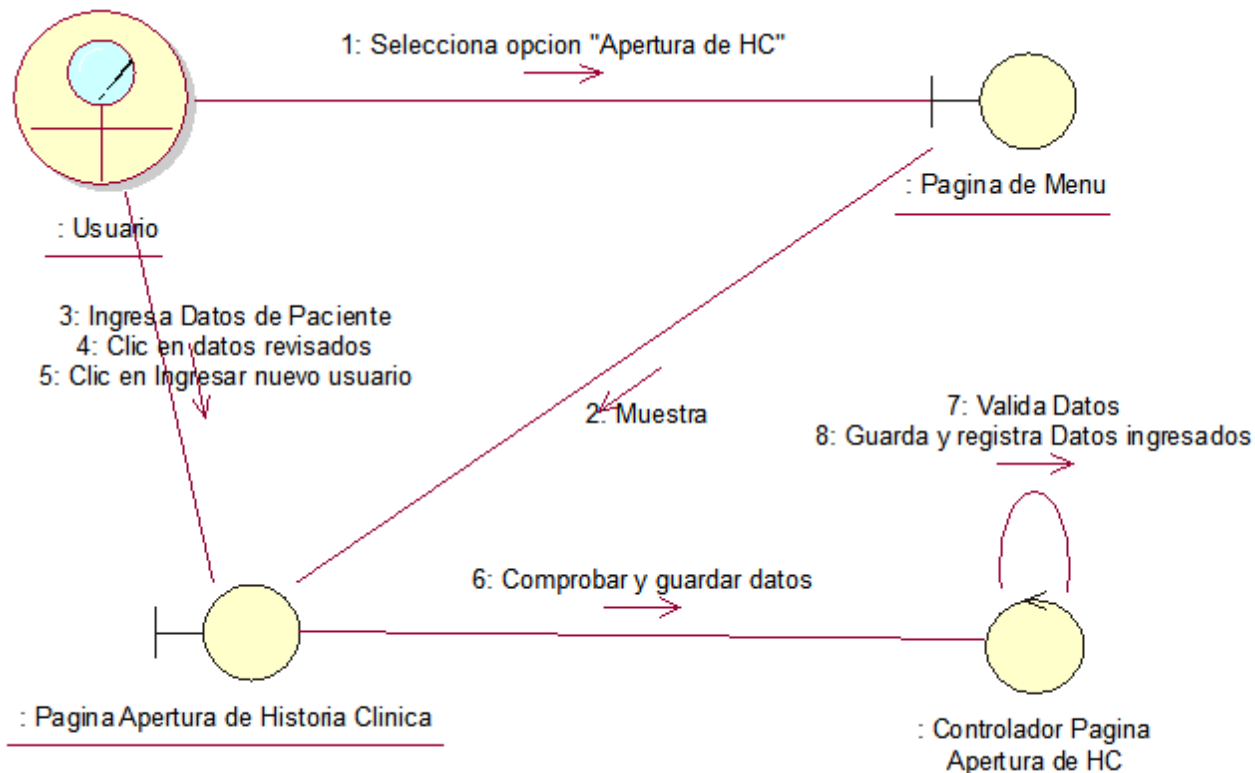 1: Selecciona opcion "Apertura de HC"
: Usuario
: Pagina de Menu
3: Ingresa Datos de Paciente
4: Clic en datos revisados
5: Clic en Ingresar nuevo usuario
2: Muestra
7: Valida Datos
8: Guarda y registra Datos ingresados
6: Comprobar y guardar datos
: Pagina Apertura de Historia Clinica
: Controlador Pagina
Apertura de HC